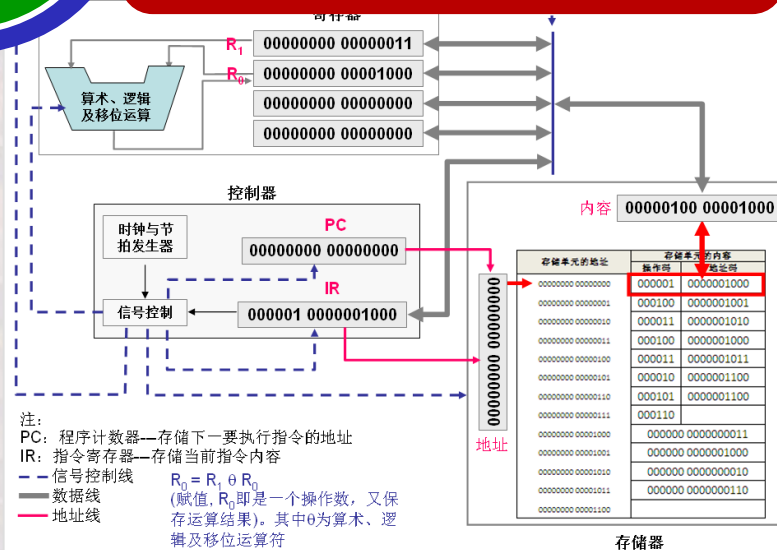 寄存器
R1
00000000 00000011
R0
00000000 00001000
00000000 00000000
00000000 00000000
算术、逻辑
及移位运算
控制器
时钟与节
拍发生器
PC
00000000 00000000
IR
信号控制
000001 0000001000
00000000 00000000
地址
内容
00000100 00001000
存储单元的地址
存储单元的内容
操作码 地址码
00000000 00000000 000001 0000001000
00000000 00000001 000100 0000001001
00000000 00000010 000011 0000001010
00000000 00000011 000100 0000001000
00000000 00000100 000011 0000001011
00000000 00000101 000010 0000001100
00000000 00000110 000101 0000001100
00000000 00000111 000110
00000000 00001000 000000 0000000011
00000000 00001001 000000 0000001000
00000000 00001010 000000 0000000010
00000000 00001011 000000 0000000110
00000000 00001100
存储器
注:
PC: 程序计数器---存储下一要执行指令的地址
IR: 指令寄存器---存储当前指令内容
信号控制线
数据线
地址线
R0 = R1 θ R0
(赋值, R0即是一个操作数，又保
存运算结果)。其中θ为算术、逻
辑及移位运算符